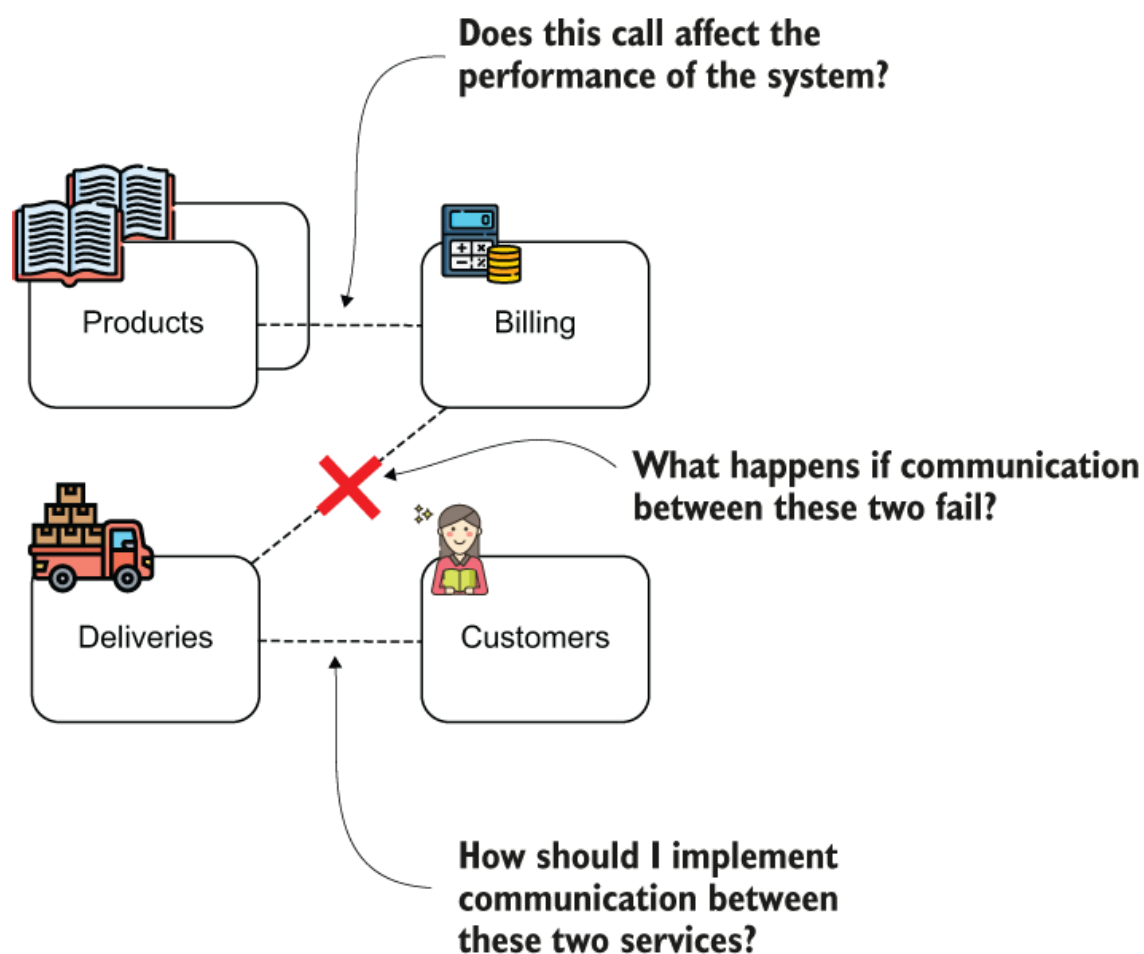 Does this call affect the
performance of the system?
0
+ ×
− %
Products
Billing
What happens if communication
between these two fail?
Deliveries
Customers
How should I implement
communication between
these two services?